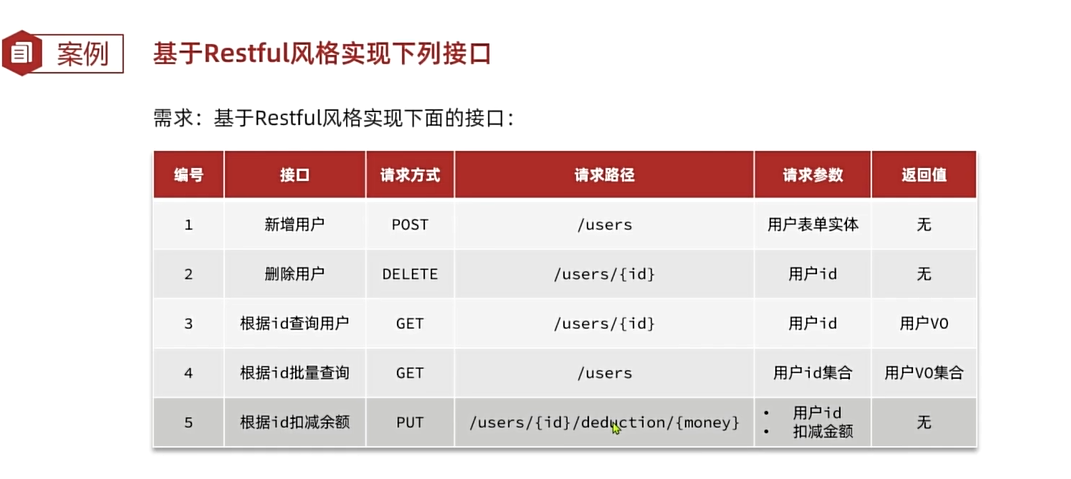 案例
基于Restful风格实现下列接口
需求：基于Restful风格实现下面的接口：
编号 接口 请求方式 请求路径 请求参数 返回值
1 新增用户 POST /users 用户表单实体 无
2 删除用户 DELETE /users/{id} 用户id 无
3 根据id查询用户 GET /users/{id} 用户id 用户VO
4 根据id批量查询 GET /users 用户id集合 用户VO集合
5 根据id扣减余额 PUT /users/{id}/deduction/{money} • 用户id
• 扣减金额 无